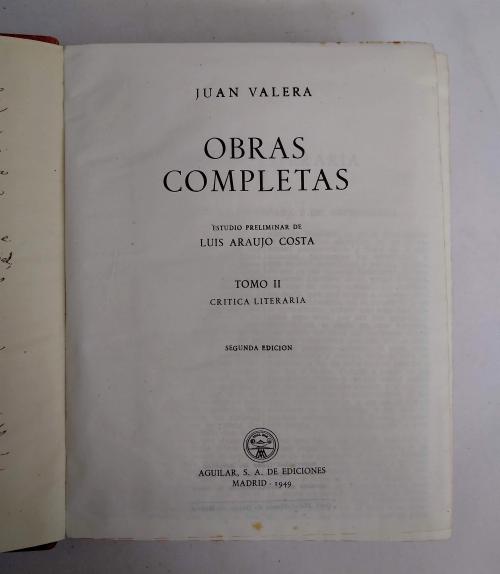 JUAN VALERA
OBRAS
COMPLETAS
ESTUDIO PRELIMINAR DE
LUIS ARAUJO COSTA
TOMO II
CRITICA LITERARIA
SEGUNDA EDICION
AGUILAR, S. A. DE EDICIONES
MADRID - 1949